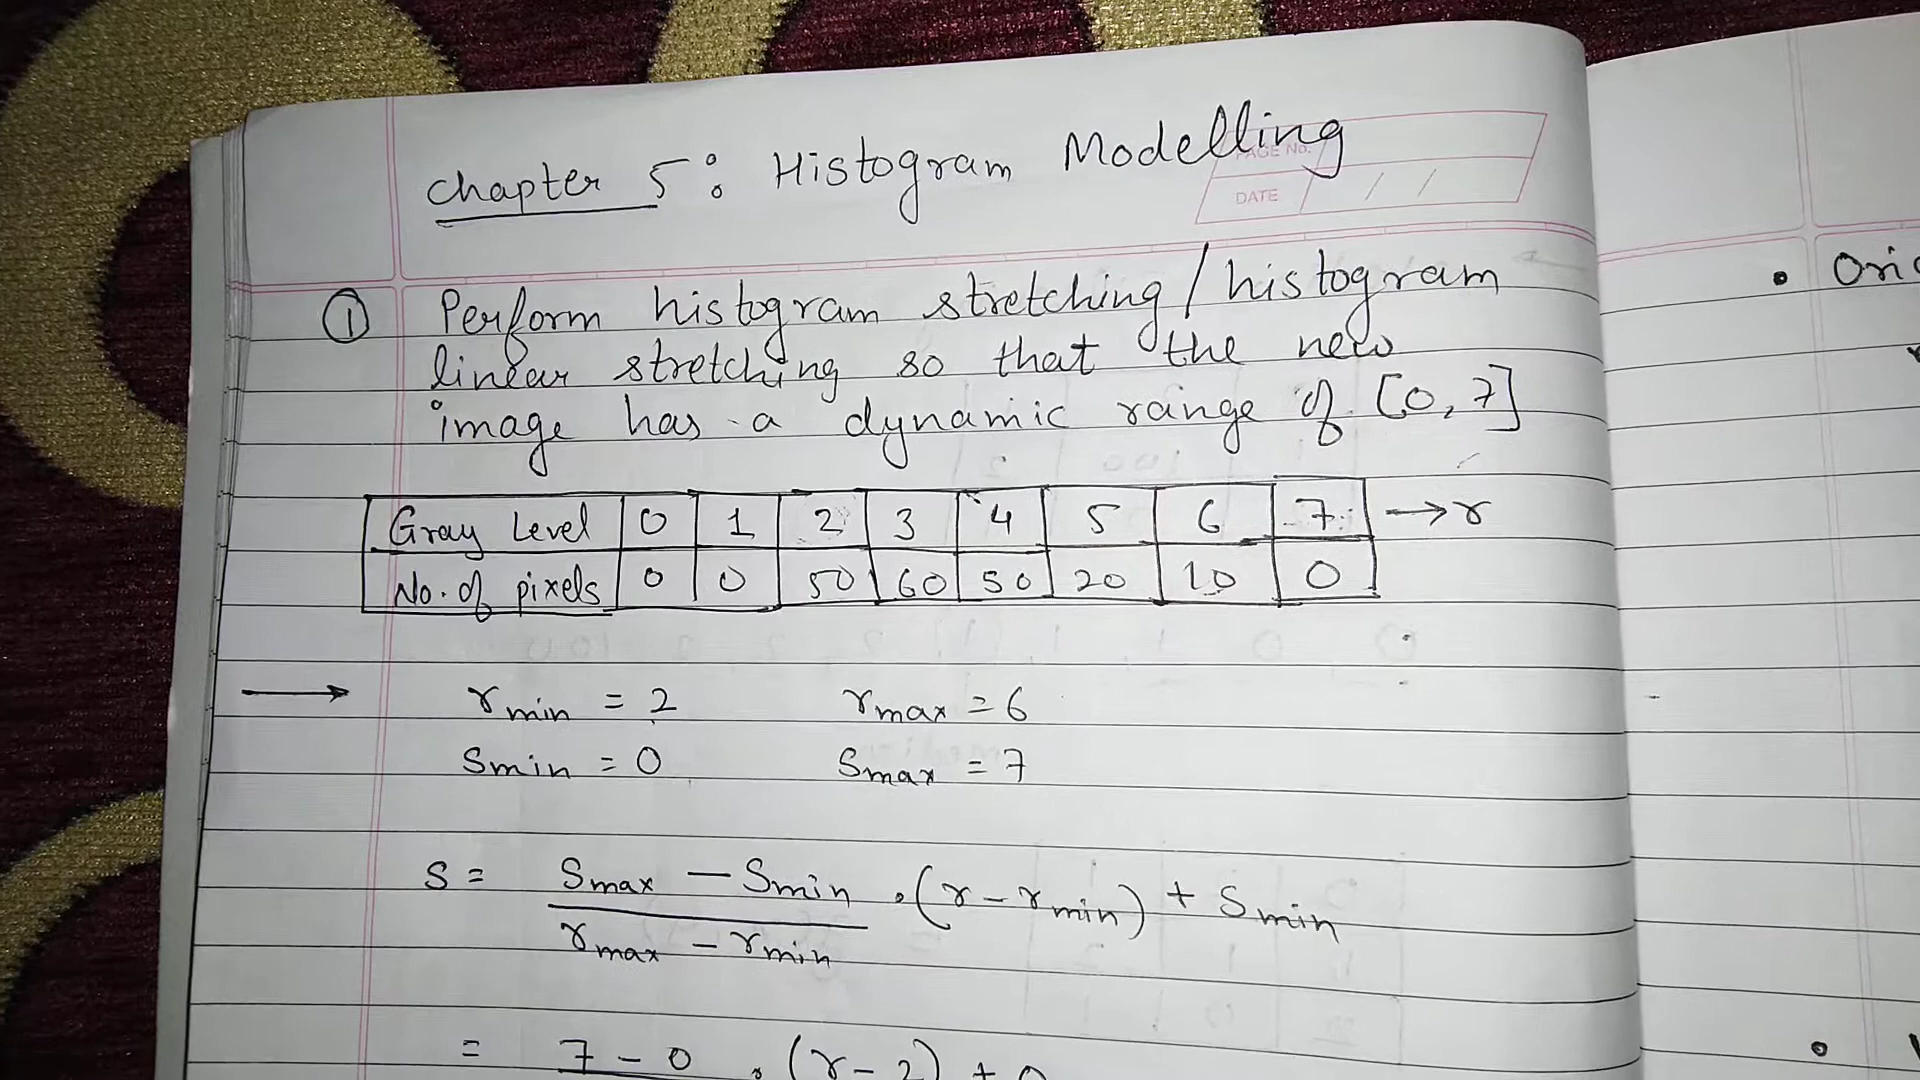 PAGE No.
DATE / /
Chapter 5: Histogram Modelling
① Perform histogram stretching / histogram
linear stretching so that the new
image has a dynamic range of [0, 7]
Gray Level 0 1 2 3 4 5 6 7 → r
No. of pixels 0 0 50 60 50 20 10 0
→ rmin = 2 rmax = 6
Smin = 0 Smax = 7
S = Smax - Smin . (r - rmin) + Smin
rmax - rmin
= 7 - 0 . (r - 2) + 0
• Ori